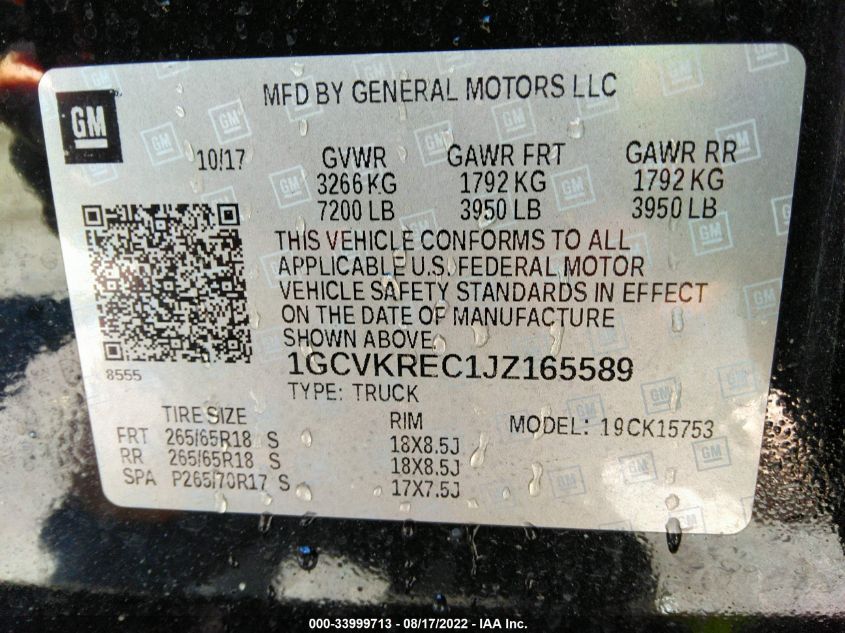 MFD BY GENERAL MOTORS LLC
GM
10/17 GVWR GAWR FRT GAWR RR
3266 KG 1792 KG 1792 KG
7200 LB 3950 LB 3950 LB
THIS VEHICLE CONFORMS TO ALL
APPLICABLE U.S. FEDERAL MOTOR
VEHICLE SAFETY STANDARDS IN EFFECT
ON THE DATE OF MANUFACTURE
SHOWN ABOVE.
8555
1GCVKREC1JZ165589
TYPE: TRUCK
TIRE SIZE RIM MODEL: 19CK15753
FRT 265/65R18 S 18X8.5J
RR 265/65R18 S 18X8.5J
SPA P265/70R17 S 17X7.5J
000-33999713 - 08/17/2022 - IAA Inc.